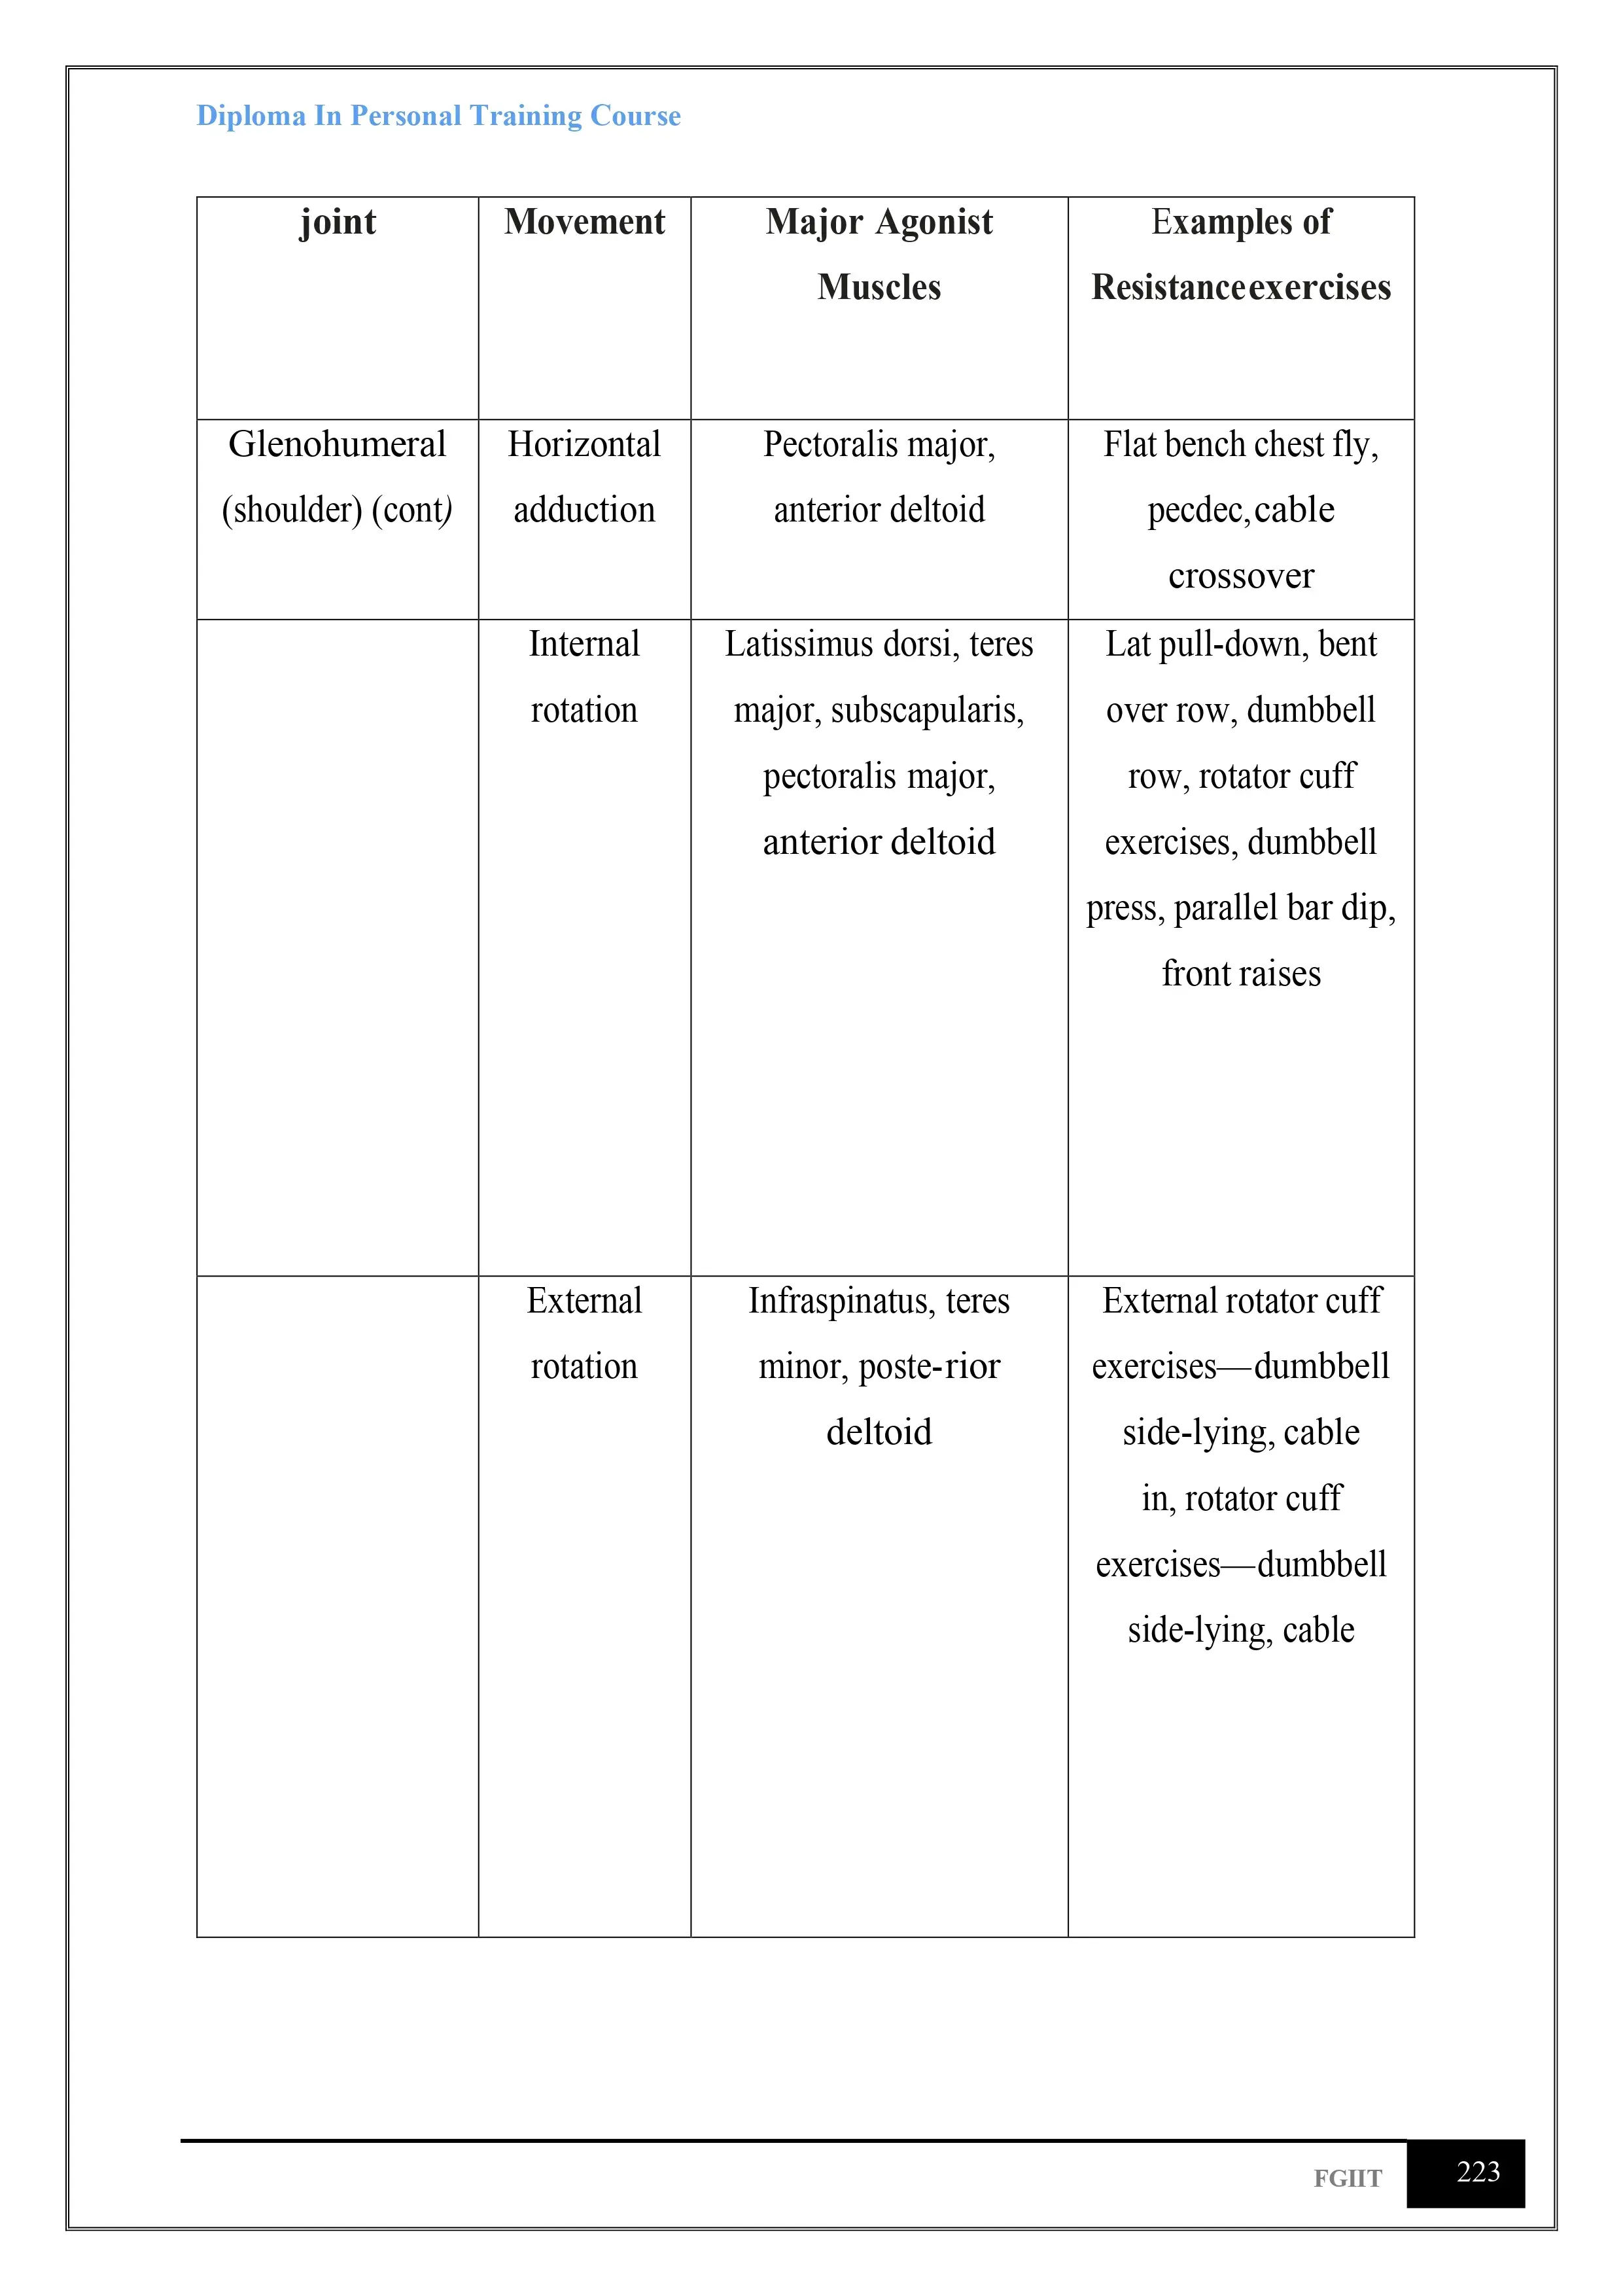 Diploma In Personal Training Course
joint
Movement
Major Agonist
Muscles
Examples of
Resistanceexercises
Glenohumeral
(shoulder) (cont)
Horizontal
adduction
Pectoralis major,
anterior deltoid
Flat bench chest fly,
pecdec,cable
crossover
Internal
rotation
Latissimus dorsi, teres
major, subscapularis,
pectoralis major,
anterior deltoid
Lat pull-down, bent
over row, dumbbell
row, rotator cuff
exercises, dumbbell
press, parallel bar dip,
front raises
External
rotation
Infraspinatus, teres
minor, poste-rior
deltoid
External rotator cuff
exercises—dumbbell
side-lying, cable
in, rotator cuff
exercises—dumbbell
side-lying, cable
FGIIT
223